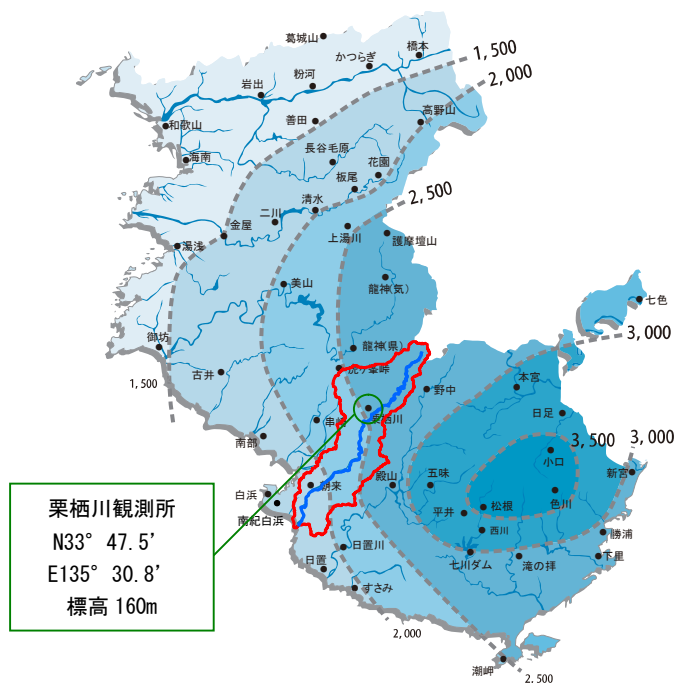 葛城山
橋本
かつらぎ
1,500
粉河
2,000
岩出
高野山
善田
和歌山
長谷毛原
海南
花園
板尾
清水
2,500
二川
金屋
上湯川
護摩壇山
湯浅
龍神(気)
美山
七色
3,000
御坊
龍神(県)
1,500
古井
野中
本宮
日足
串崎
栗栖川
南部
3,500
3,000
小口
新宮
朝来
殿山
五味
白浜
色川
松根
南紀白浜
平井
西川
勝浦
日置川
七川ダム
滝の拝
下里
日置
すさみ
2,000
潮岬
2,500
栗栖川観測所
N33° 47.5′
E135° 30.8′
標高 160m